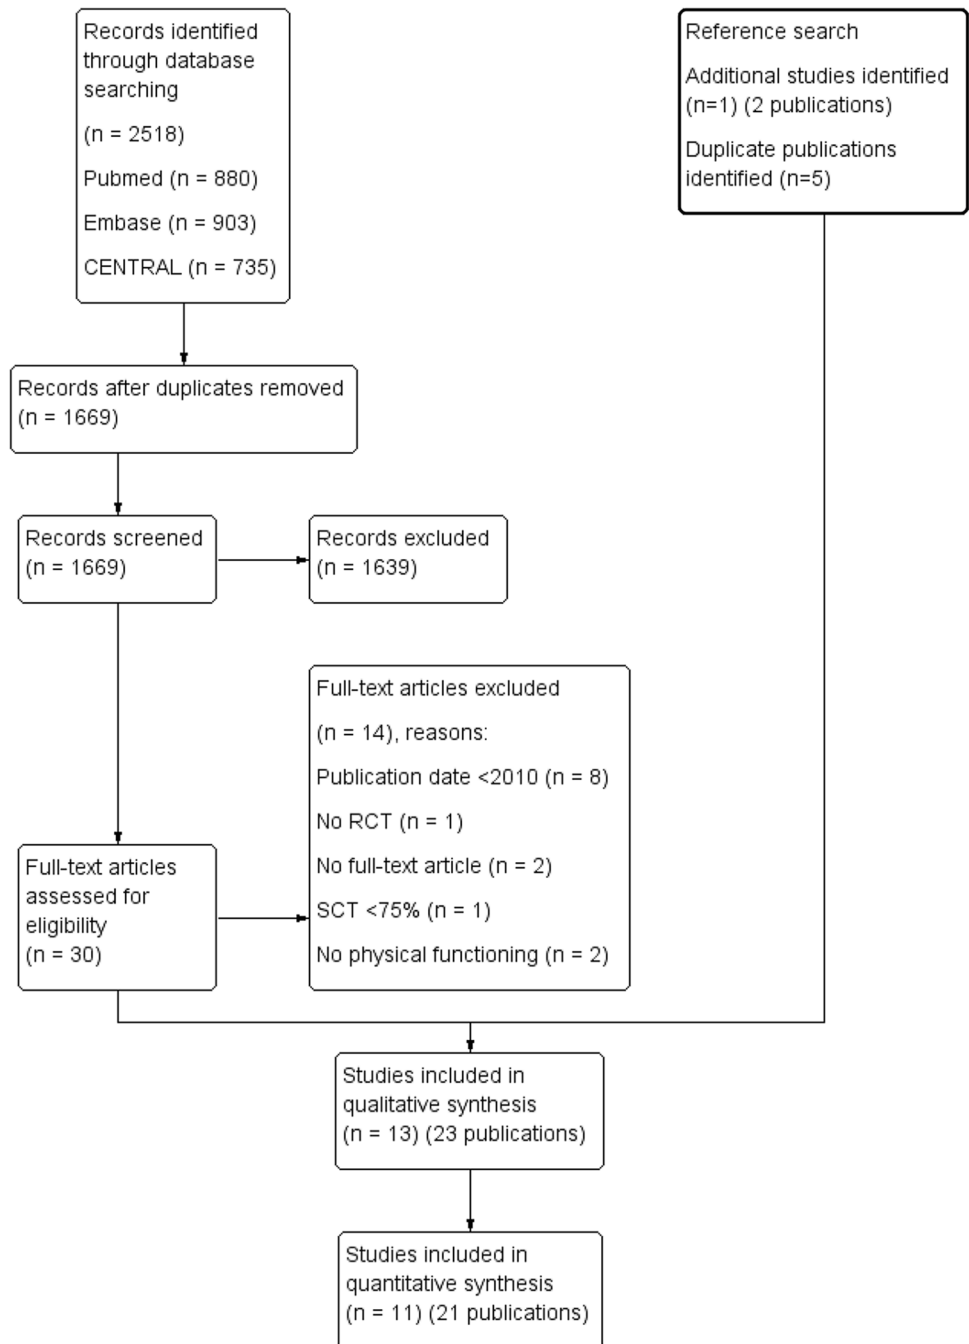 Records identified
through database
searching
(n = 2518)
Pubmed (n = 880)
Embase (n = 903)
CENTRAL (n = 735)
Reference search
Additional studies identified
(n=1) (2 publications)
Duplicate publications
identified (n=5)
Records after duplicates removed
(n = 1669)
Records screened
(n = 1669)
Records excluded
(n = 1639)
Full-text articles excluded
(n = 14), reasons:
Publication date <2010 (n = 8)
No RCT (n = 1)
No full-text article (n = 2)
SCT <75% (n = 1)
No physical functioning (n = 2)
Full-text articles
assessed for
eligibility
(n = 30)
Studies included in
qualitative synthesis
(n = 13) (23 publications)
Studies included in
quantitative synthesis
(n = 11) (21 publications)